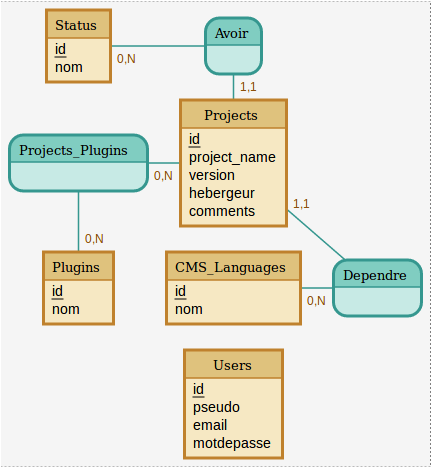 Status
id
nom
0,N
Avoir
1,1
Projects
id
project_name
version
hebergeur
comments
Projects_Plugins
0,N
0,N
Plugins
id
nom
CMS_Languages
id
nom
1,1
0,N
Dependre
Users
id
pseudo
email
motdepasse